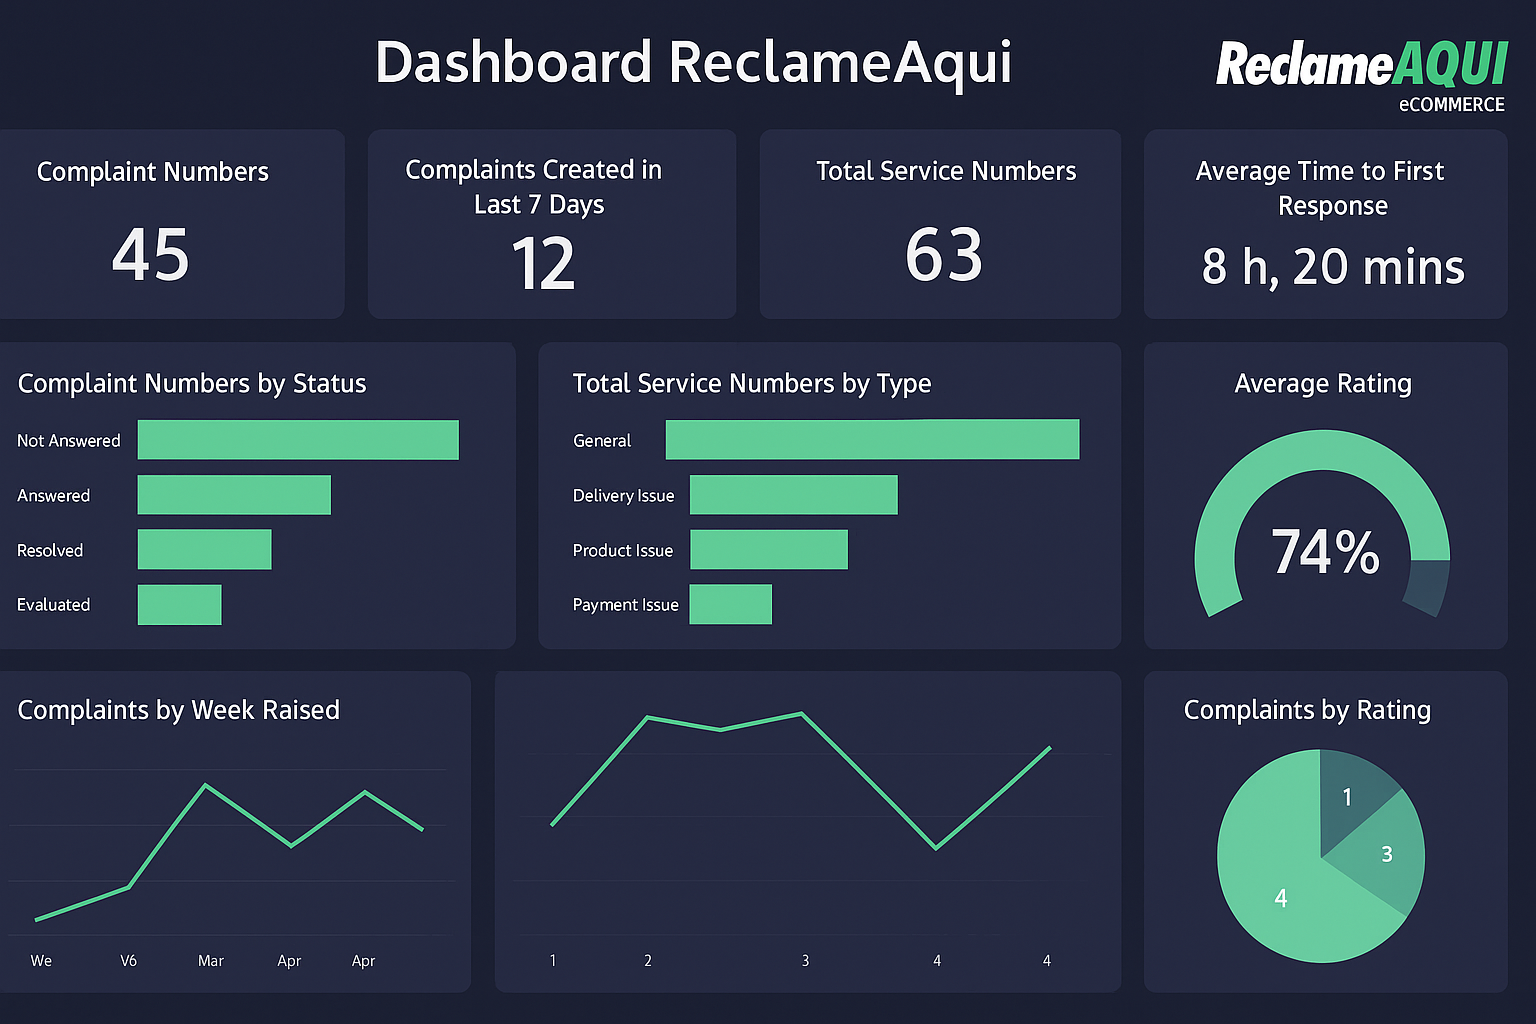 Dashboard ReclameAqui
ReclameAQUI
eCOMMERCE
Complaint Numbers
45
Complaints Created in
Last 7 Days
12
Total Service Numbers
63
Average Time to First
Response
8 h, 20 mins
Complaint Numbers by Status
Not Answered
Answered
Resolved
Evaluated
Total Service Numbers by Type
General
Delivery Issue
Product Issue
Payment Issue
Average Rating
74%
Complaints by Week Raised
We V6 Mar Apr Apr
1 2 3 4 4
Complaints by Rating
1
3
4